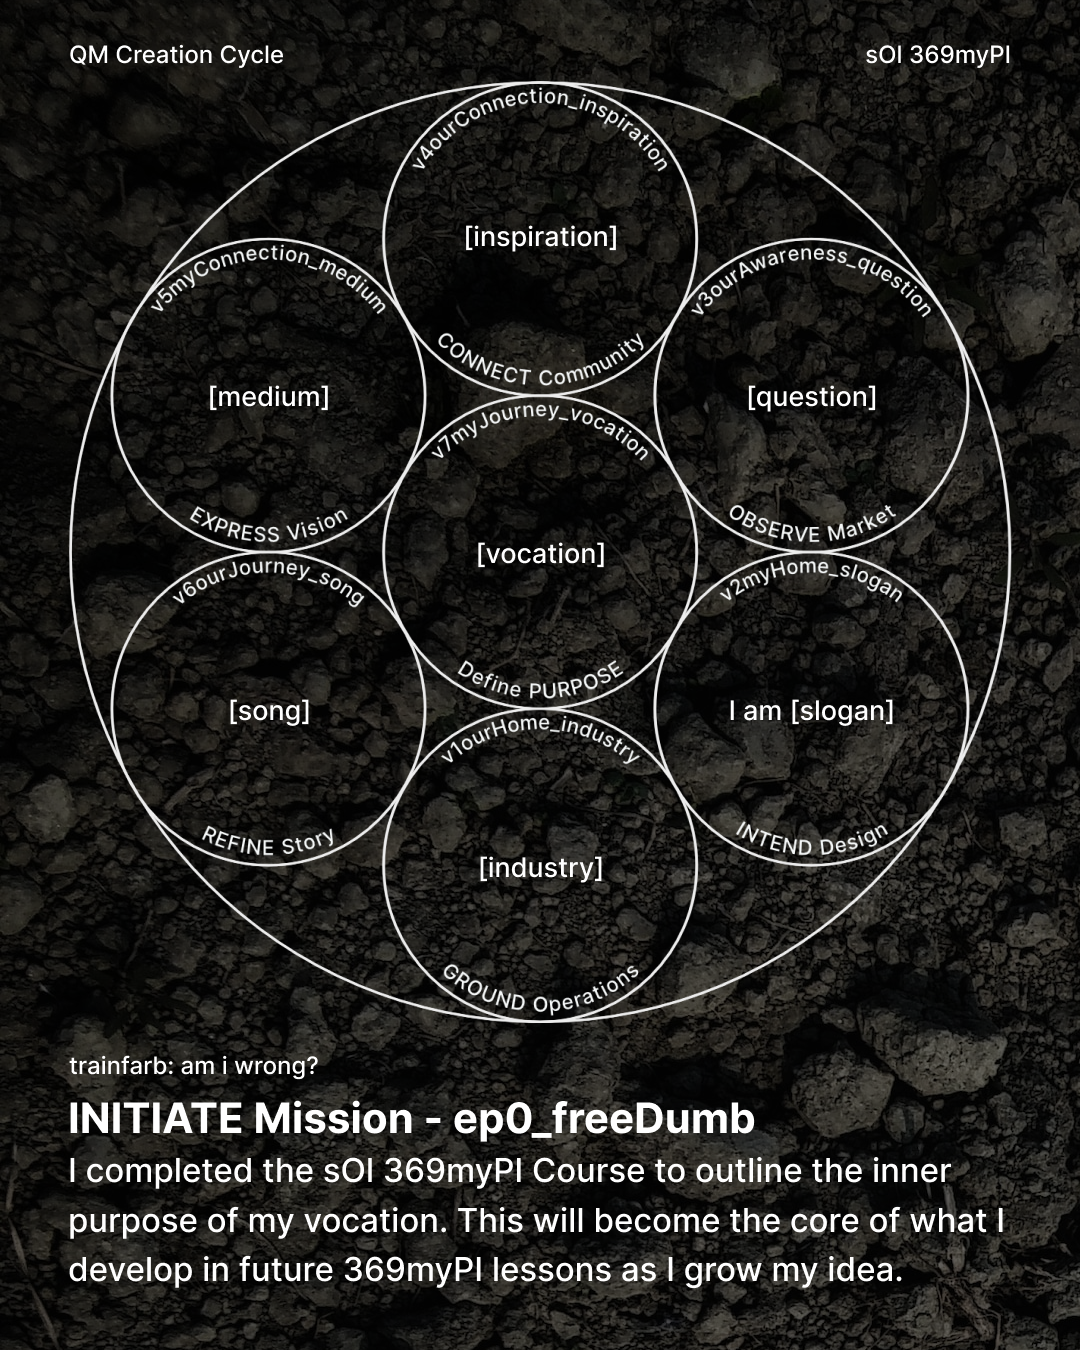 QM Creation Cycle
sOI 369myPI
v4ourConnection_inspiration
[inspiration]
CONNECT Community
v5myConnection_medium
[medium]
EXPRESS Vision
v3ourAwareness_question
[question]
OBSERVE Market
v7myJourney_vocation
[vocation]
Define PURPOSE
v6ourJourney_song
[song]
REFINE Story
v2myHome_slogan
I am [slogan]
INTEND Design
v1ourHome_industry
[industry]
GROUND Operations
trainfarb: am i wrong?
INITIATE Mission - ep0_freeDumb
I completed the sOI 369myPI Course to outline the inner
purpose of my vocation. This will become the core of what I
develop in future 369myPI lessons as I grow my idea.